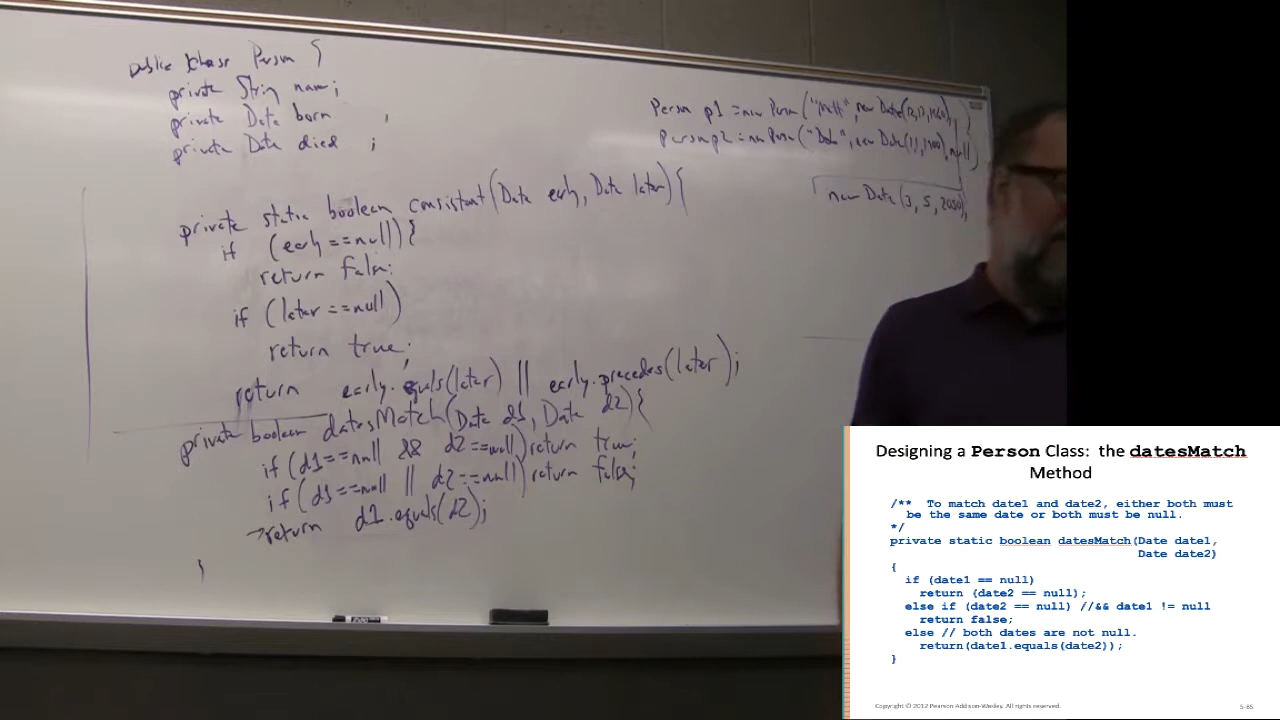 public class Person {
private String name;
private Date born ;
private Date died ;
private static boolean consistant(Date early, Date later){
if (early ==null)){
return false;
if (later ==null)
return true;
return early.equals(later) || early.precedes(later);
private boolean datesMatch(Date d1, Date d2){
if (d1==null && d2 ==null) return true;
if (d1==null || d2 ==null) return false;
return d1.equals(d2);
}
Person p1 =new Person("Matt", new Date(12,17,1960),
Person p2 = new Person("Bob", new Date(1,1,1900), null)
new Date(3, 5, 2050),
Designing a Person Class: the datesMatch
Method
/** To match date1 and date2, either both must
be the same date or both must be null.
*/
private static boolean datesMatch(Date date1,
Date date2)
{
if (date1 == null)
return (date2 == null);
else if (date2 == null) //&& date1 != null
return false;
else // both dates are not null.
return(date1.equals(date2));
}
Copyright © 2012 Pearson Addison-Wesley. All rights reserved.
5-85